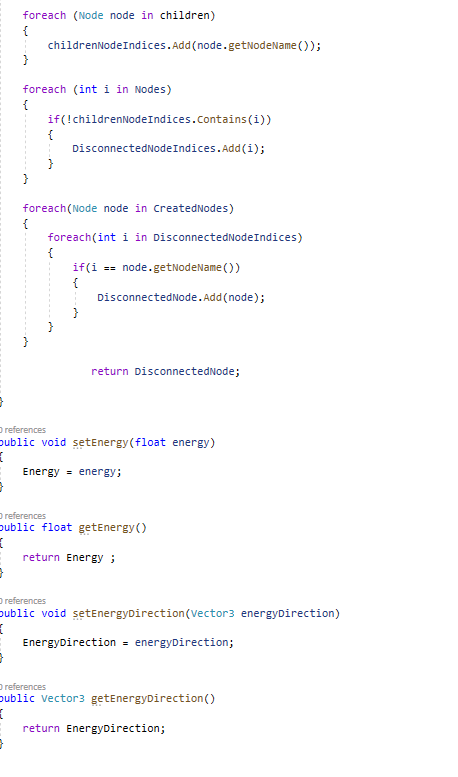 foreach (Node node in children)
{
childrenNodeIndices.Add(node.getNodeName());
}
foreach (int i in Nodes)
{
if(!childrenNodeIndices.Contains(i))
{
DisconnectedNodeIndices.Add(i);
}
}
foreach(Node node in CreatedNodes)
{
foreach(int i in DisconnectedNodeIndices)
{
if(i == node.getNodeName())
{
DisconnectedNode.Add(node);
}
}
}
return DisconnectedNode;
}
0 references
public void setEnergy(float energy)
{
Energy = energy;
}
0 references
public float getEnergy()
{
return Energy ;
}
0 references
public void setEnergyDirection(Vector3 energyDirection)
{
EnergyDirection = energyDirection;
}
0 references
public Vector3 getEnergyDirection()
{
return EnergyDirection;
}